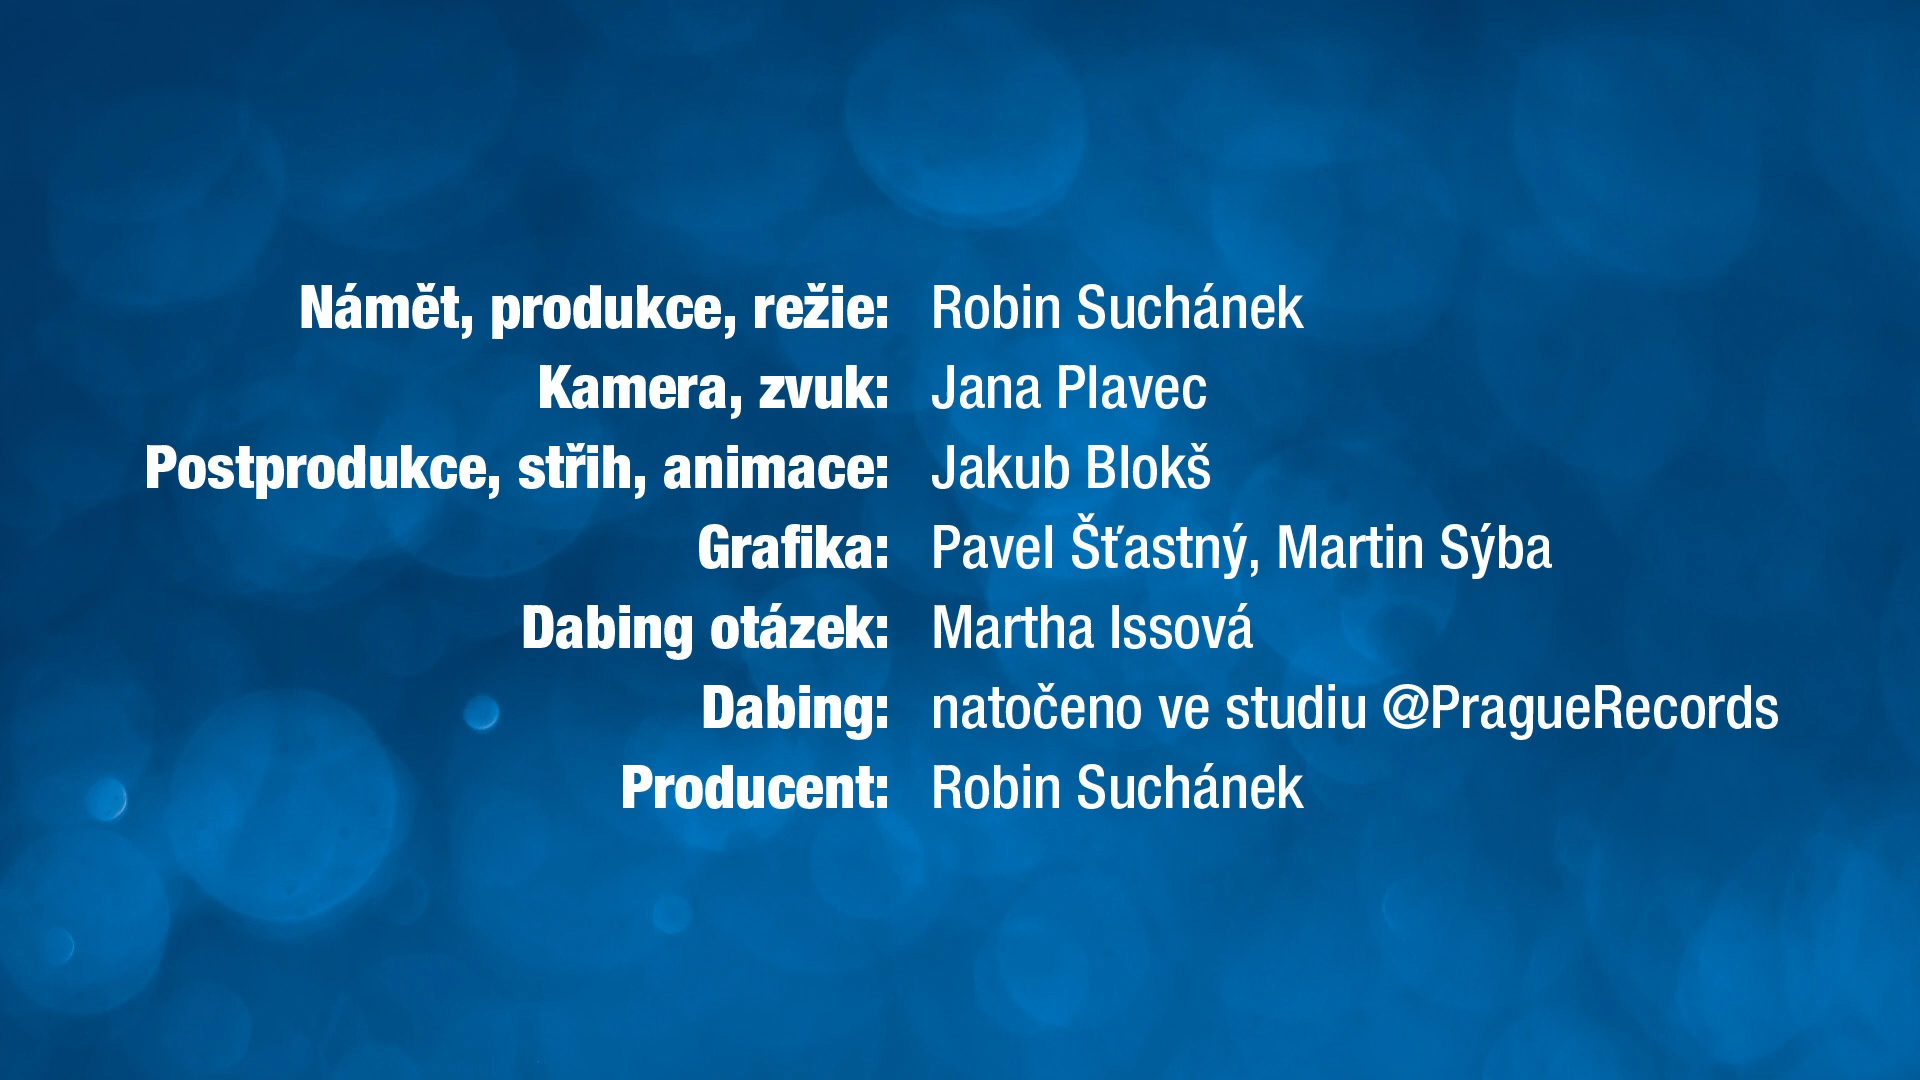 Námět, produkce, režie: Robin Suchánek
Kamera, zvuk: Jana Plavec
Postprodukce, střih, animace: Jakub Blokš
Grafika: Pavel Šťastný, Martin Sýba
Dabing otázek: Martha Issová
Dabing: natočeno ve studiu @PragueRecords
Producent: Robin Suchánek